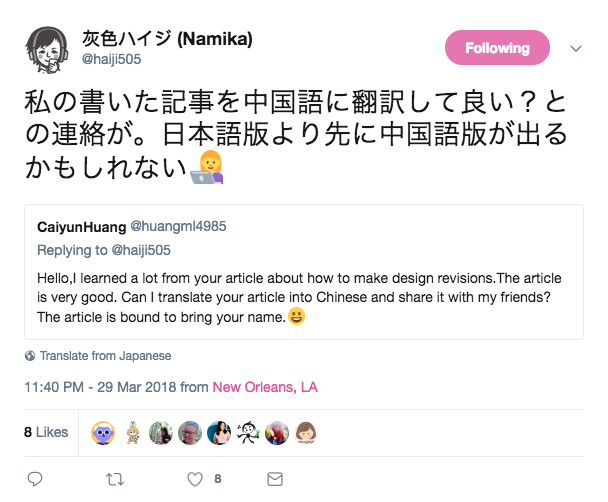 灰色ハイジ (Namika)
@haiji505
Following
私の書いた記事を中国語に翻訳して良い？と
の連絡が。日本語版より先に中国語版が出る
かもしれない👩‍💻
CaiyunHuang @huangml4985
Replying to @haiji505
Hello,I learned a lot from your article about how to make design revisions.The article
is very good. Can I translate your article into Chinese and share it with my friends?
The article is bound to bring your name.😀
Translate from Japanese
11:40 PM - 29 Mar 2018 from New Orleans, LA
8 Likes
8